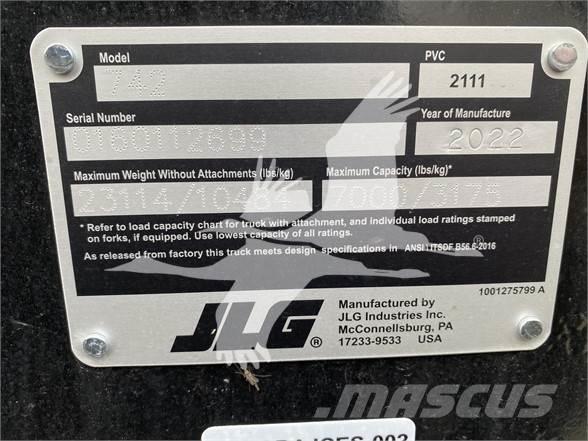 Model
PVC
742
2111
Serial Number
Year of Manufacture
0160112699
2022
Maximum Weight Without Attachments (lbs/kg)
Maximum Capacity (lbs/kg)*
7000/3175
* Refer to load capacity chart for truck with attachment, and individual load ratings stamped
on forks, if equipped. Use lowest capacity of all ratings.
As released from factory this truck meets design specifications in ANSI / ITSDF B56.6-2016
1001275799 A
JLG ®
Manufactured by
JLG Industries Inc.
McConnellsburg, PA
17233-9533 USA
MASCUS